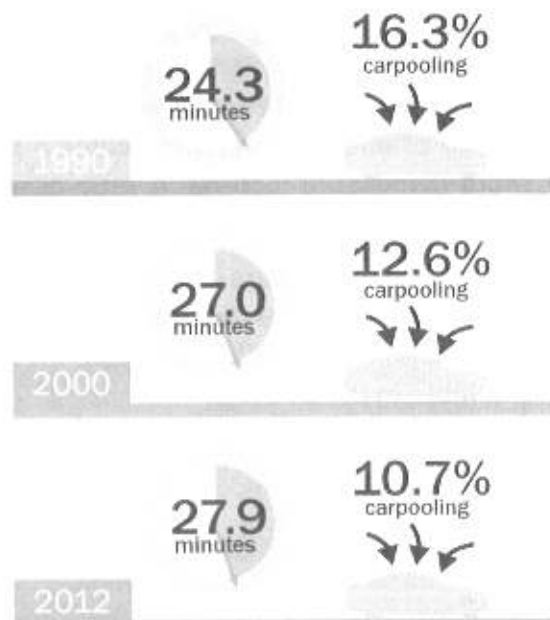 24.3
minutes
16.3%
carpooling
1990
27.0
minutes
12.6%
carpooling
2000
27.9
minutes
10.7%
carpooling
2012